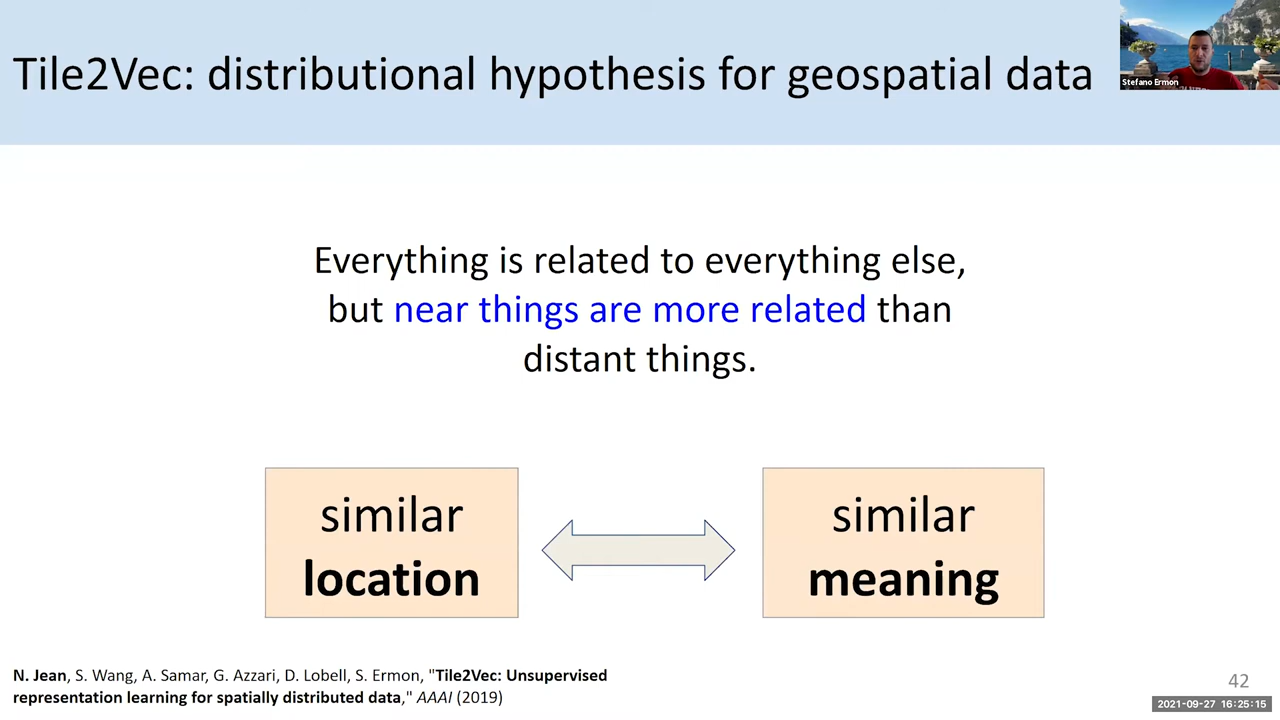 Tile2Vec: distributional hypothesis for geospatial data
Stefano Ermon
Everything is related to everything else,
but near things are more related than
distant things.
similar
location
similar
meaning
N. Jean, S. Wang, A. Samar, G. Azzari, D. Lobell, S. Ermon, "Tile2Vec: Unsupervised
representation learning for spatially distributed data," AAAI (2019)
42
2021-09-27 16:25:15